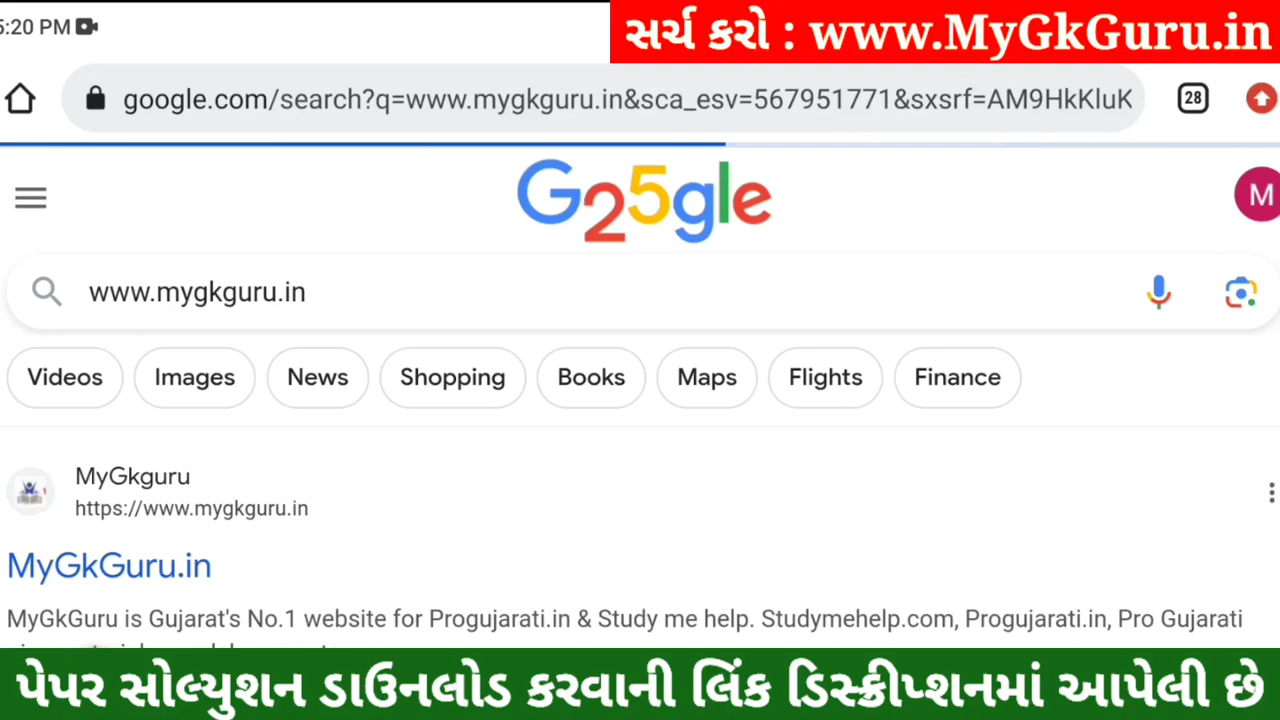 5:20 PM
સર્ચ કરો : www.MyGkGuru.in
google.com/search?q=www.mygkguru.in&sca_esv=567951771&sxsrf=AM9HkKluK
28
G25gle
M
www.mygkguru.in
Videos Images News Shopping Books Maps Flights Finance
MyGkguru
https://www.mygkguru.in
MyGkGuru.in
MyGkGuru is Gujarat's No.1 website for Progujarati.in & Study me help. Studymehelp.com, Progujarati.in, Pro Gujarati
પેપર સોલ્યુશન ડાઉનલોડ કરવાની લિંક ડિસ્ક્રીપ્શનમાં આપેલી છે